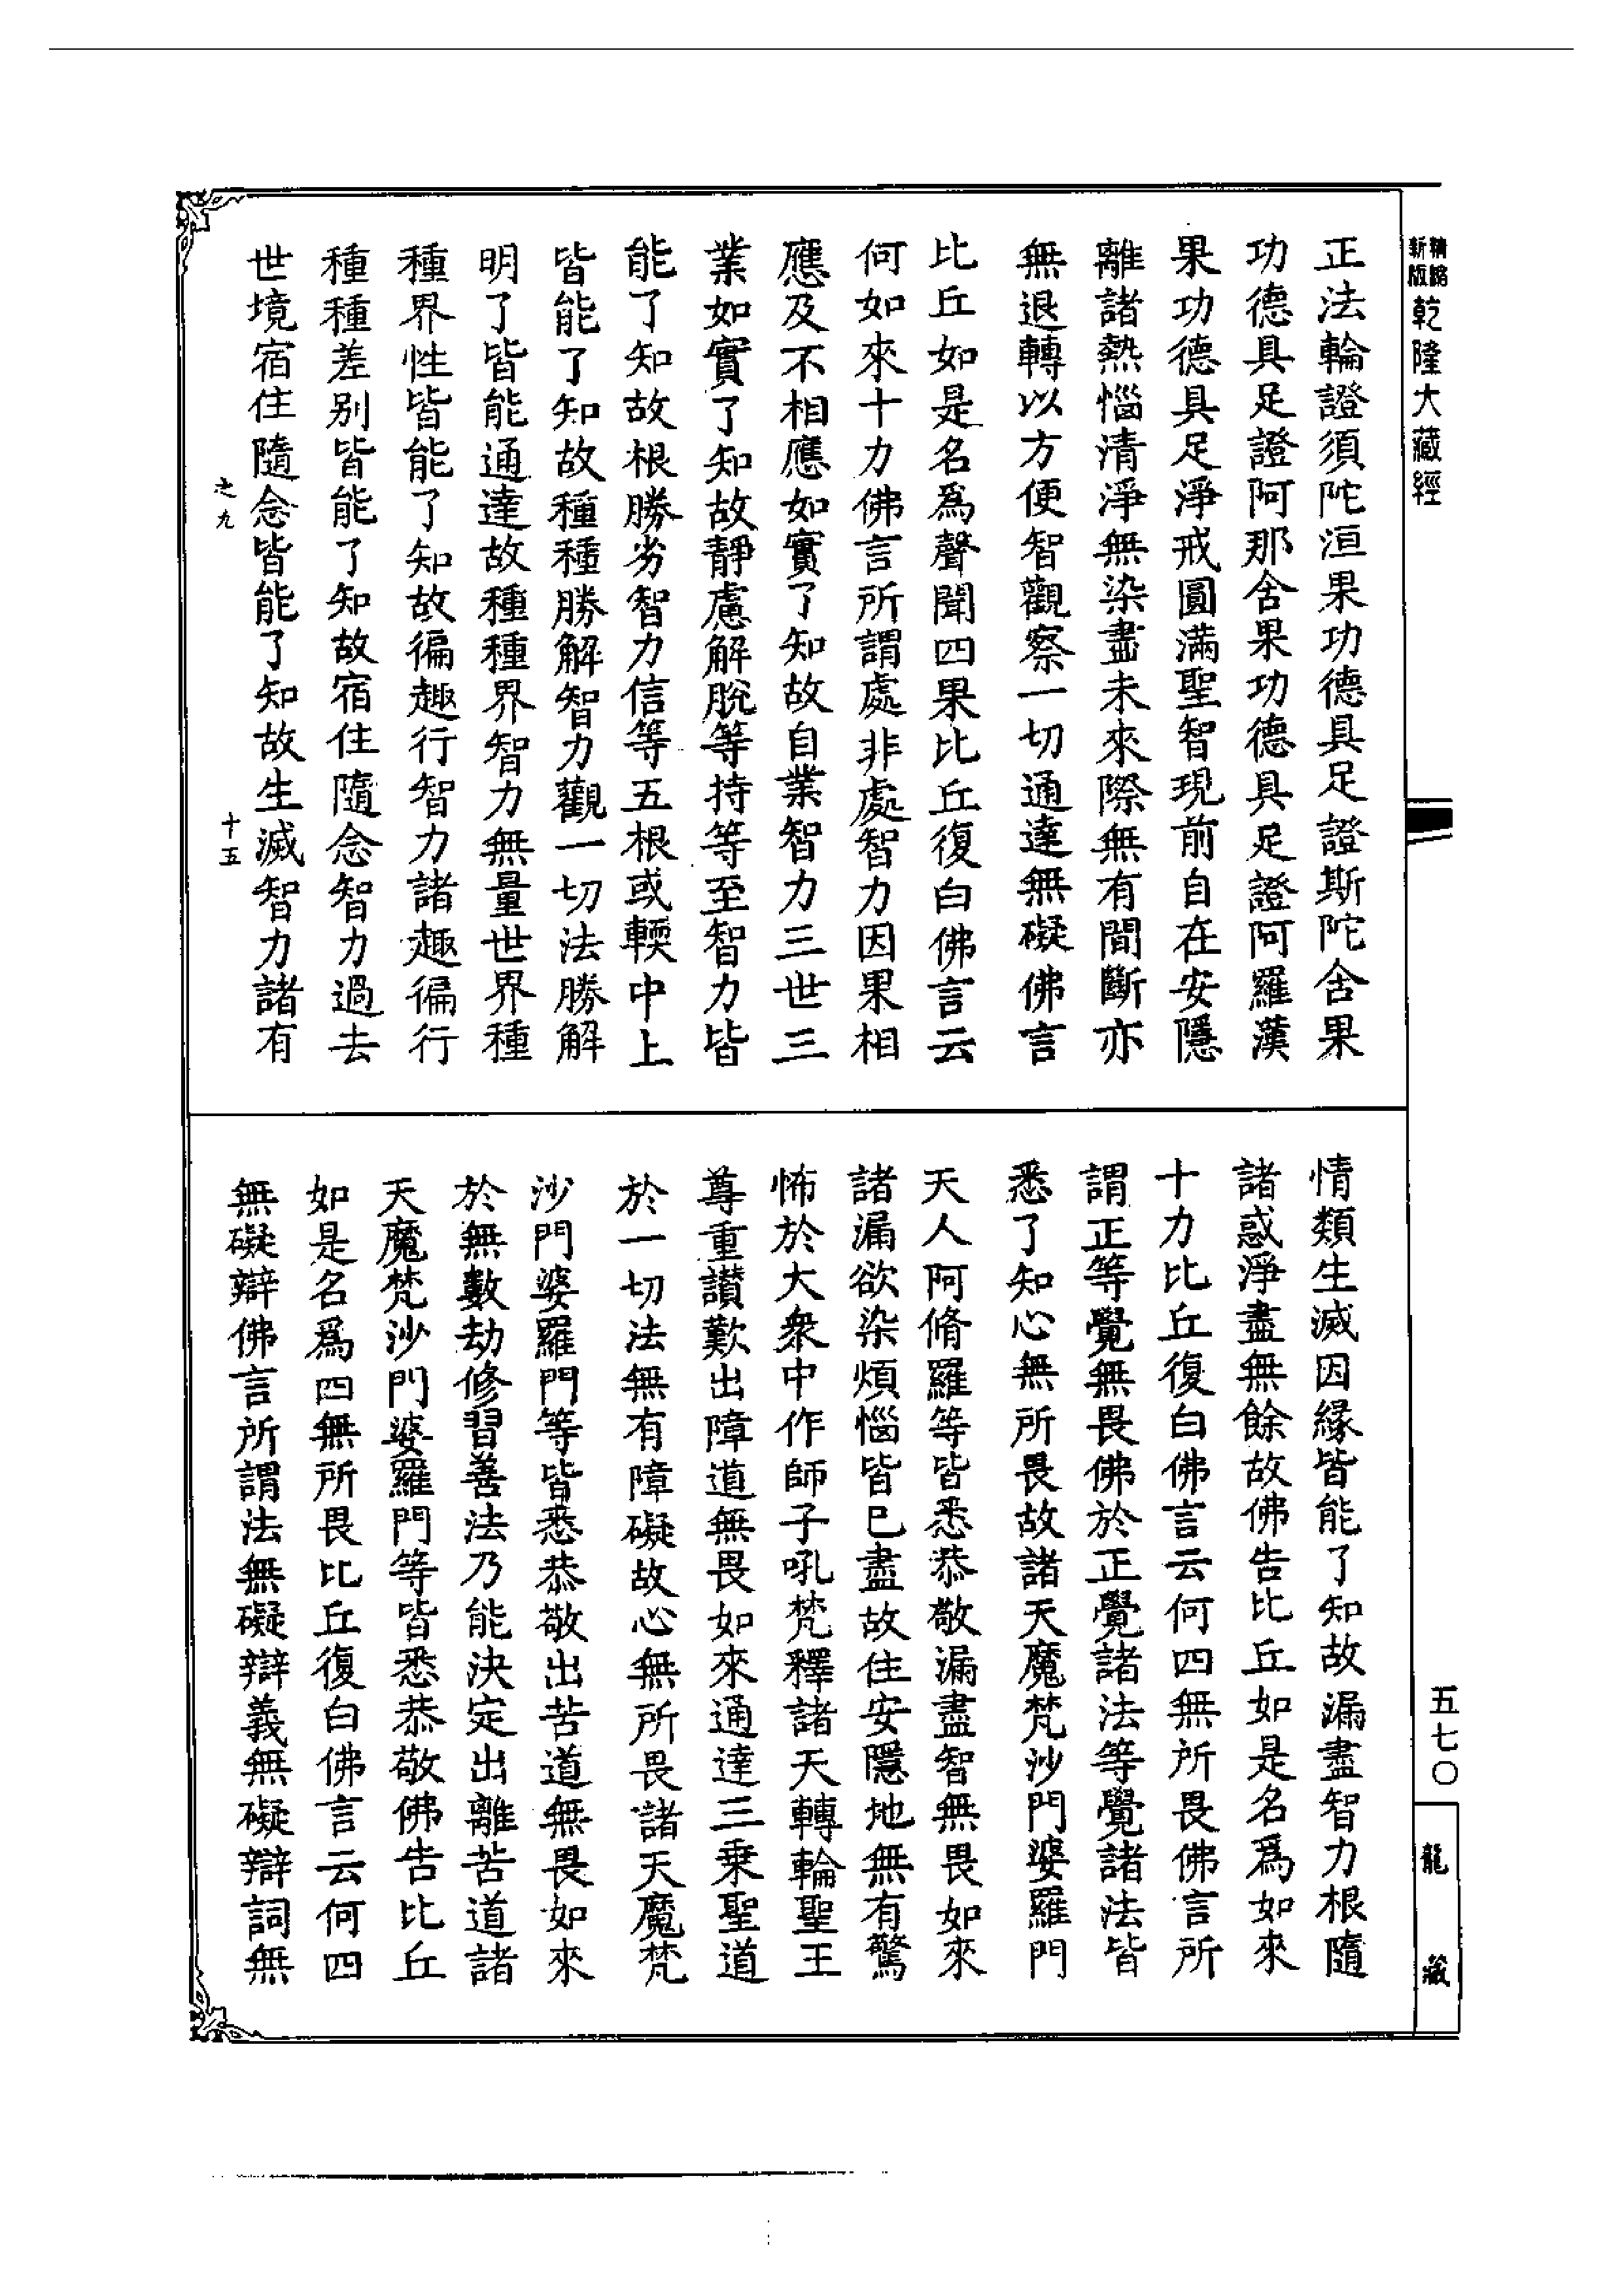 新版精縮
乾隆大藏經
正法輪證須陀洹果功德具足證斯陀含果
功德具足證阿那含果功德具足證阿羅漢
果功德具足淨戒圓滿聖智現前自在安隱
離諸熱惱清淨無染盡未來際無有間斷亦
無退轉以方便智觀察一切通達無礙佛言
比丘如是名爲聲聞四果比丘復白佛言云
何如來十力佛言所謂處非處智力因果相
應及不相應如實了知故自業智力三世三
業如實了知故靜慮解脫等持等至智力皆
能了知故根勝劣智力信等五根或輭中上
皆能了知故種種勝解智力觀一切法勝解
明了皆能通達故種種界智力無量世界種
種界性皆能了知故徧趣行智力諸趣徧行
種種差別皆能了知故宿住隨念智力過去
世境宿住隨念皆能了知故生滅智力諸有
之九
十五
情類生滅因緣皆能了知故漏盡智力根隨
諸惑淨盡無餘故佛告比丘如是名爲如來
十力比丘復白佛言云何四無所畏佛言所
謂正等覺無畏佛於正覺諸法等覺諸法皆
悉了知心無所畏故諸天魔梵沙門婆羅門
天人阿脩羅等皆悉恭敬漏盡智無畏如來
諸漏欲染煩惱皆已盡故住安隱地無有驚
怖於大衆中作師子吼梵釋諸天轉輪聖王
尊重讚歎出障道無畏如來通達三乗聖道
於一切法無有障礙故心無所畏諸天魔梵
沙門婆羅門等皆悉恭敬出苦道無畏如來
於無數劫修習善法乃能決定出離苦道諸
天魔梵沙門婆羅門等皆悉恭敬佛告比丘
如是名爲四無所畏比丘復白佛言云何四
無礙辯佛言所謂法無礙辯義無礙辯詞無
五七〇
龍藏